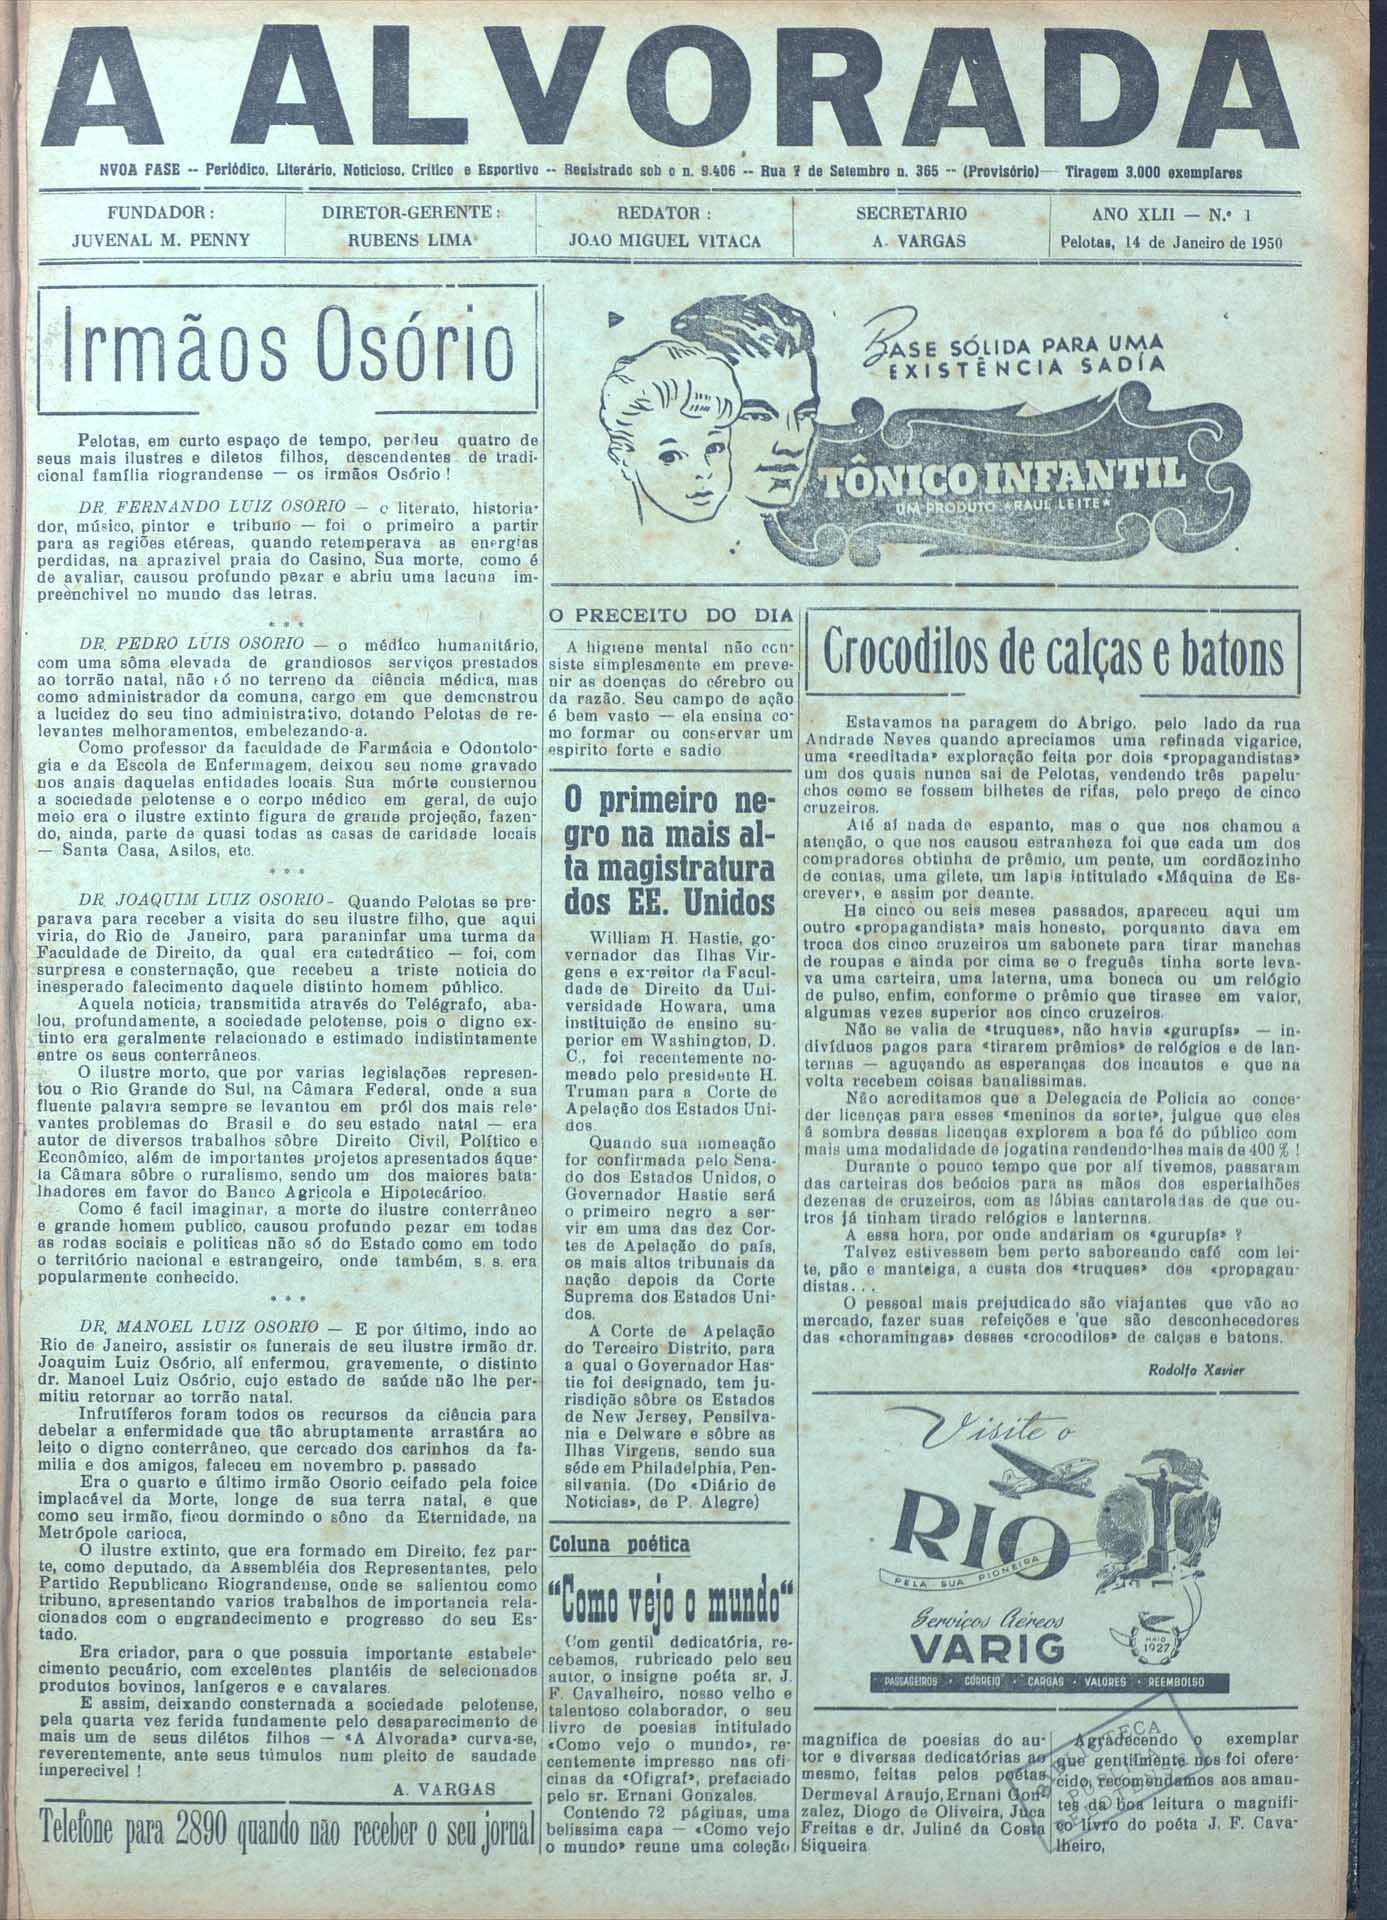 A ALVORADA
NVOA FASE -- Periódico, Literário, Noticioso, Critico e Esportivo -- Registrado sob o n. 9.406 -- Rua 7 de Setembro n. 365 -- (Provisório)— Tiragem 3.000 exemplares
FUNDADOR :
JUVENAL M. PENNY
DIRETOR-GERENTE :
RUBENS LIMA
REDATOR :
JOAO MIGUEL VITACA
SECRETARIO
A. VARGAS
ANO XLII — N.º 1
Pelotas, 14 de Janeiro de 1950
Irmãos Osório
Pelotas, em curto espaço de tempo, perdeu quatro de
seus mais ilustres e diletos filhos, descendentes de tradi-
cional família riograndense — os irmãos Osório !
DR. FERNANDO LUIZ OSORIO — o literato, historia-
dor, músico, pintor e tribuno — foi o primeiro a partir
para as regiões etéreas, quando retemperava as energias
perdidas, na aprazivel praia do Casino, Sua morte, como é
de avaliar, causou profundo pezar e abriu uma lacuna im-
preènchivel no mundo das letras.
* * *
DR. PEDRO LUIS OSORIO — o médico humanitário,
com uma sôma elevada de grandiosos serviços prestados
ao torrão natal, não só no terreno da ciência médica, mas
como administrador da comuna, cargo em que demonstrou
a lucidez do seu tino administrativo, dotando Pelotas de re-
levantes melhoramentos, embelezando-a.
Como professor da faculdade de Farmácia e Odontolo-
gia e da Escola de Enfermagem, deixou seu nome gravado
nos anais daquelas entidades locais Sua mórte consternou
a sociedade pelotense e o corpo médico em geral, de cujo
meio era o ilustre extinto figura de grande projeção, fazen-
do, ainda, parte de quasi todas as casas de caridade locais
— Santa Casa, Asilos, etc.
* * *
DR. JOAQUIM LUIZ OSORIO- Quando Pelotas se pre-
parava para receber a visita do seu ilustre filho, que aqui
viria, do Rio de Janeiro, para paraninfar uma turma da
Faculdade de Direito, da qual era catedrático — foi, com
surpresa e consternação, que recebeu a triste noticia do
inesperado falecimento daquele distinto homem público.
Aquela noticia, transmitida através do Telégrafo, aba-
lou, profundamente, a sociedade pelotense, pois o digno ex-
tinto era geralmente relacionado e estimado indistintamente
entre os seus conterrâneos.
O ilustre morto, que por varias legislações represen-
tou o Rio Grande do Sul, na Câmara Federal, onde a sua
fluente palavra sempre se levantou em pról dos mais rele-
vantes problemas do Brasil e do seu estado natal — era
autor de diversos trabalhos sôbre Direito Civil, Político e
Econômico, além de importantes projetos apresentados áque-
la Câmara sôbre o ruralismo, sendo um dos maiores bata-
lhadores em favor do Banco Agricola e Hipotecárioo.
Como é facil imaginar, a morte do ilustre conterrâneo
e grande homem publico, causou profundo pezar em todas
as rodas sociais e politicas não só do Estado como em todo
o território nacional e estrangeiro, onde também, s. s. era
popularmente conhecido.
* * *
DR, MANOEL LUIZ OSORIO — E por último, indo ao
Rio de Janeiro, assistir os funerais de seu ilustre irmão dr.
Joaquim Luiz Osório, alí enfermou, gravemente, o distinto
dr. Manoel Luiz Osório, cujo estado de saúde não lhe per-
mitiu retornar ao torrão natal.
Infrutíferos foram todos os recursos da ciência para
debelar a enfermidade que tão abruptamente arrastára ao
leito o digno conterrâneo, que cercado dos carinhos da fa-
milia e dos amigos, faleceu em novembro p. passado
Era o quarto e último irmão Osorio ceifado pela foice
implacável da Morte, longe de sua terra natal, e que
como seu irmão, ficou dormindo o sôno da Eternidade, na
Metrópole carioca,
O ilustre extinto, que era formado em Direito, fez par-
te, como deputado, da Assembléia dos Representantes, pelo
Partido Republicano Riograndense, onde se salientou como
tribuno, apresentando varios trabalhos de importancia rela-
cionados com o engrandecimento e progresso do seu Es-
tado.
Era criador, para o que possuia importante estabele-
cimento pecuário, com excelentes plantéis de selecionados
produtos bovinos, lanígeros e e cavalares.
E assim, deixando consternada a sociedade pelotense,
pela quarta vez ferida fundamente pelo desaparecimento de
mais um de seus dilétos filhos — «A Alvorada» curva-se,
reverentemente, ante seus túmulos num pleito de saudade
imperecivel !
A. VARGAS
Telefone para 2890 quando não receber o seu jornal
BASE SÓLIDA PARA UMA
EXISTÊNCIA SADÍA
TÔNICO INFANTIL
UM PRODUTO ★RAUL LEITE★
O PRECEITO DO DIA
A higiene mental não con-
siste simplesmente em preve-
nir as doenças do cérebro ou
da razão. Seu campo de ação
é bem vasto — ela ensina co-
mo formar ou conservar um
espirito forte e sadio
O primeiro ne-
gro na mais al-
ta magistratura
dos EE. Unidos
William H. Hastie, go-
vernador das Ilhas Vir-
gens e ex-reitor da Facul-
dade de Direito da Uni-
versidade Howara, uma
instituição de ensino su-
perior em Washington, D.
C., foi recentemente no-
meado pelo presidente H.
Truman para a Corte de
Apelação dos Estados Uni-
dos.
Quando sua nomeação
for confirmada pelo Sena-
do dos Estados Unidos, o
Governador Hastie será
o primeiro negro a ser-
vir em uma das dez Cor-
tes de Apelação do país,
os mais altos tribunais da
nação depois da Corte
Suprema dos Estados Uni-
dos.
A Corte de Apelação
do Terceiro Distrito, para
a qual o Governador Has-
tie foi designado, tem ju-
risdição sôbre os Estados
de New Jersey, Pensilva-
nia e Delware e sôbre as
Ilhas Virgens, sendo sua
séde em Philadelphia, Pen-
silvania. (Do «Diário de
Noticias», de P. Alegre)
Coluna poética
"Como vejo o mundo"
Com gentil dedicatória, re-
cebemos, rubricado pelo seu
autor, o insigne poéta sr. J.
F. Cavalheiro, nosso velho e
talentoso colaborador, o seu
livro de poesias intitulado
«Como vejo o mundo», re-
centemente impresso nas ofi-
cinas da «Ofigraf», prefaciado
pelo sr. Ernani Gonzales.
Contendo 72 páginas, uma
belissima capa — «Como vejo
o mundo» reune uma coleção
Crocodilos de calças e batons
Estavamos na paragem do Abrigo, pelo lado da rua
Andrade Neves quando apreciamos uma refinada vigarice,
uma «reeditada» exploração feita por dois «propagandistas»
um dos quais nunca sai de Pelotas, vendendo três papelu-
chos como se fossem bilhetes de rifas, pelo preço de cinco
cruzeiros.
Até aí nada de espanto, mas o que nos chamou a
atenção, o que nos causou estranheza foi que cada um dos
compradores obtinha de prêmio, um pente, um cordãozinho
de contas, uma gilete, um lapis intitulado «Máquina de Es-
crever», e assim por deante.
Ha cinco ou seis meses passados, apareceu aqui um
outro «propagandista» mais honesto, porquanto dava em
troca dos cinco cruzeiros um sabonete para tirar manchas
de roupas e ainda por cima se o freguês tinha sorte leva-
va uma carteira, uma laterna, uma boneca ou um relógio
de pulso, enfim, conforme o prêmio que tirasse em valor,
algumas vezes superior aos cinco cruzeiros.
Não se valia de «truques», não havia «gurupís» — in-
divíduos pagos para «tirarem prêmios» de relógios e de lan-
ternas — aguçando as esperanças dos incautos e que na
volta recebem coisas banalissimas.
Não acreditamos que a Delegacia de Policia ao conce-
der licenças para esses «meninos da sorte», julgue que eles
á sombra dessas licenças explorem a boa fé do público com
mais uma modalidade de jogatina rendendo-lhes mais de 400 % !
Durante o pouco tempo que por alí tivemos, passaram
das carteiras dos beócios para as mãos dos espertalhões
dezenas de cruzeiros, com as lábias cantaroladas de que ou-
tros já tinham tirado relógios e lanternas.
A essa hora, por onde andariam os «gurupís» ?
Talvez estivessem bem perto saboreando café com lei-
te, pão e manteiga, a custa dos «truques» dos «propagan-
distas...
O pessoal mais prejudicado são viajantes que vão ao
mercado, fazer suas refeições e que são desconhecedores
das «choramingas» desses «crocodilos» de calças e batons.
Rodolfo Xavier
Visite o
RIO
PELA SUA PIONEIRA
Serviços Aéreos
VARIG
MAIO
1927
PASSAGEIROS · CORREIO · CARGAS · VALORES · REEMBOLSO
magnifica de poesias do au-
tor e diversas dedicatórias ao
mesmo, feitas pelos poétas
Dermeval Araujo, Ernani Gon-
zalez, Diogo de Oliveira, Juca
Freitas e dr. Juliné da Costa
Siqueira
Agradecendo o exemplar
que gentilmente nos foi ofere-
cido, recomendamos aos aman-
tes da boa leitura o magnifi-
co livro do poéta J. F. Cava-
lheiro,
BIBLIOTECA
PUBLICA
PELOTENSE